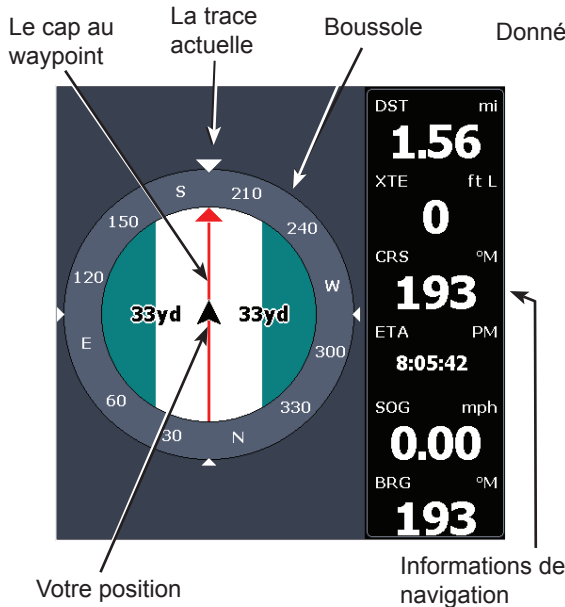 Le cap au
waypoint
La trace
actuelle
Boussole
Donné
DST mi
1.56
XTE ft L
0
CRS °M
193
ETA PM
8:05:42
SOG mph
0.00
BRG °M
193
S
210
240
W
300
330
N
30
60
E
120
150
33yd 33yd
Votre position
Informations de
navigation